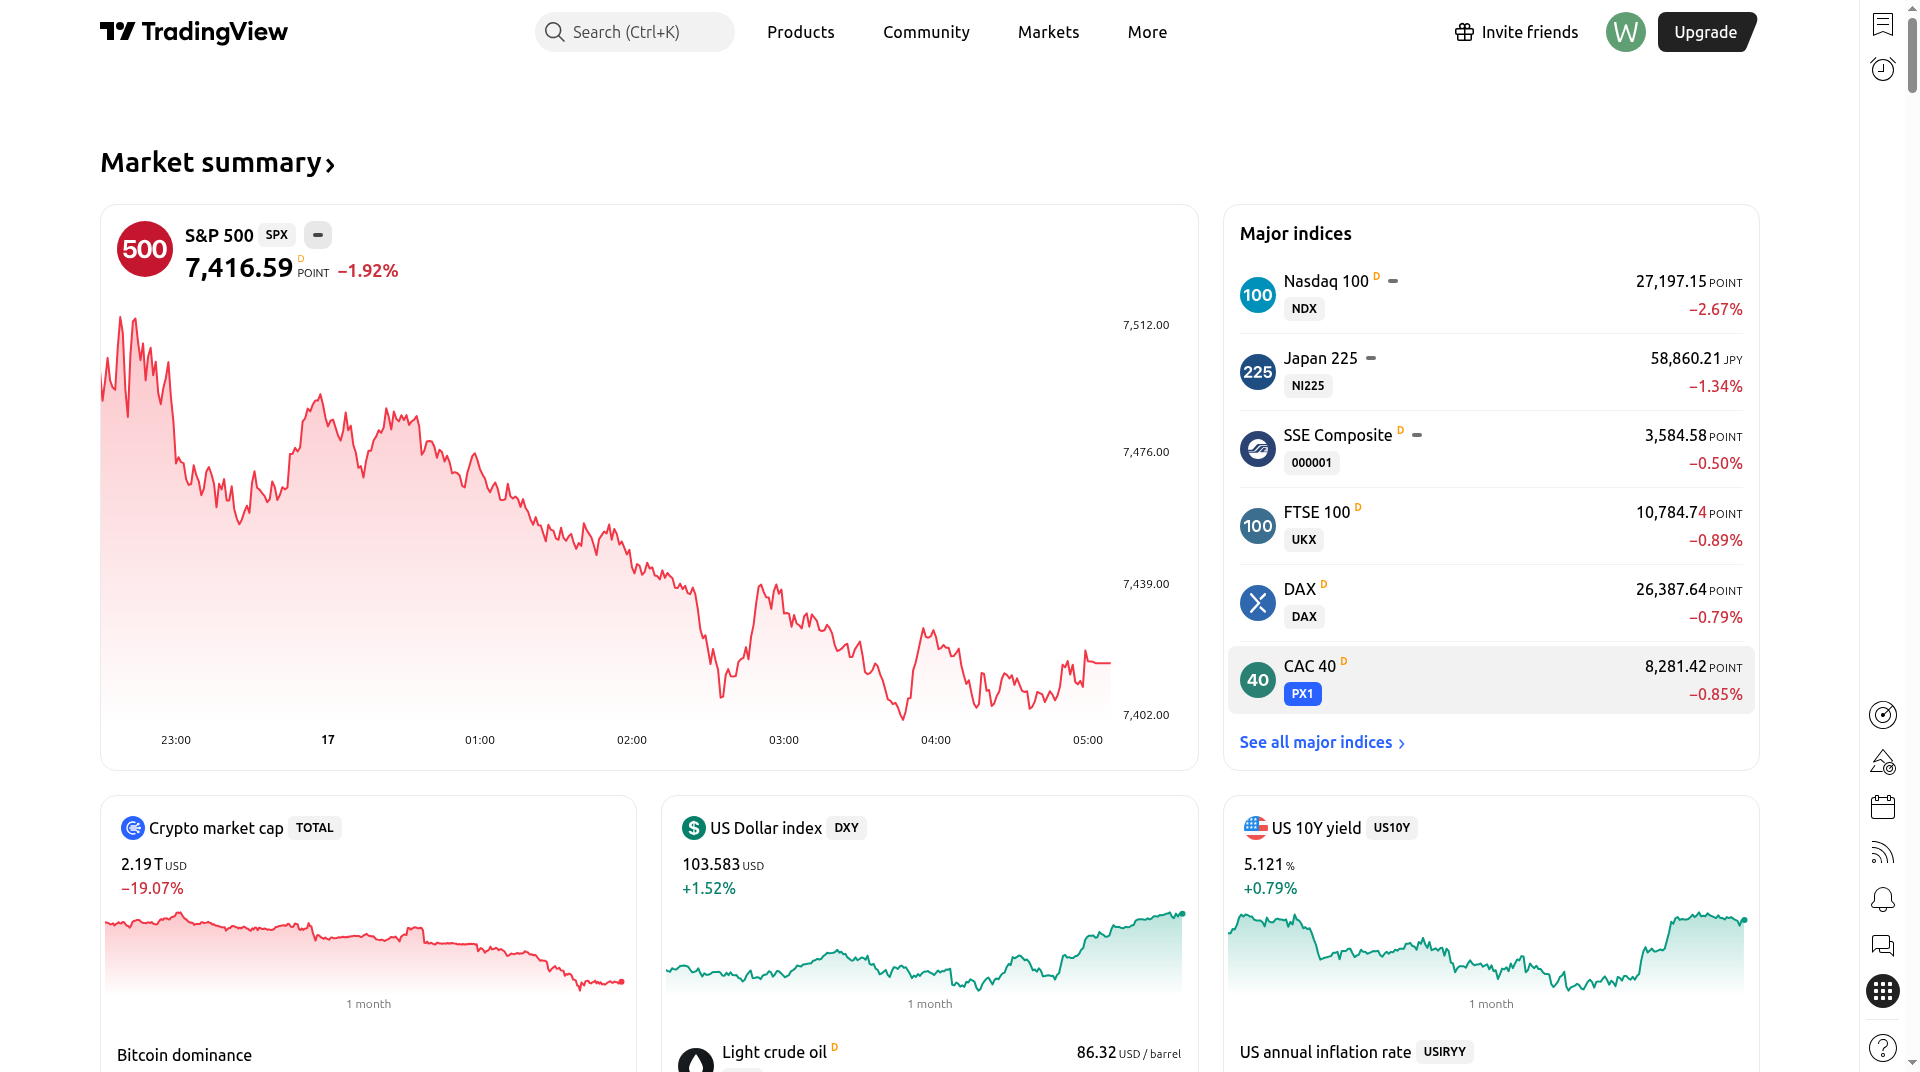 TradingView
Search (Ctrl+K)
Products
Community
Markets
More
Invite friends
W
Upgrade
Market summary
500
S&P 500 SPX
7,416.59 D POINT −1.92%
7,512.00
7,476.00
7,439.00
7,402.00
23:00 17 01:00 02:00 03:00 04:00 05:00
Major indices
100 Nasdaq 100 D 27,197.15 POINT
NDX −2.67%
225 Japan 225 58,860.21 JPY
NI225 −1.34%
SSE Composite D 3,584.58 POINT
000001 −0.50%
100 FTSE 100 D 10,784.74 POINT
UKX −0.89%
DAX D 26,387.64 POINT
DAX −0.79%
40 CAC 40 D 8,281.42 POINT
PX1 −0.85%
See all major indices
Crypto market cap TOTAL
2.19 T USD
−19.07%
1 month
Bitcoin dominance
$ US Dollar index DXY
103.583 USD
+1.52%
1 month
Light crude oil D 86.32 USD / barrel
US 10Y yield US10Y
5.121 %
+0.79%
1 month
US annual inflation rate USIRYY